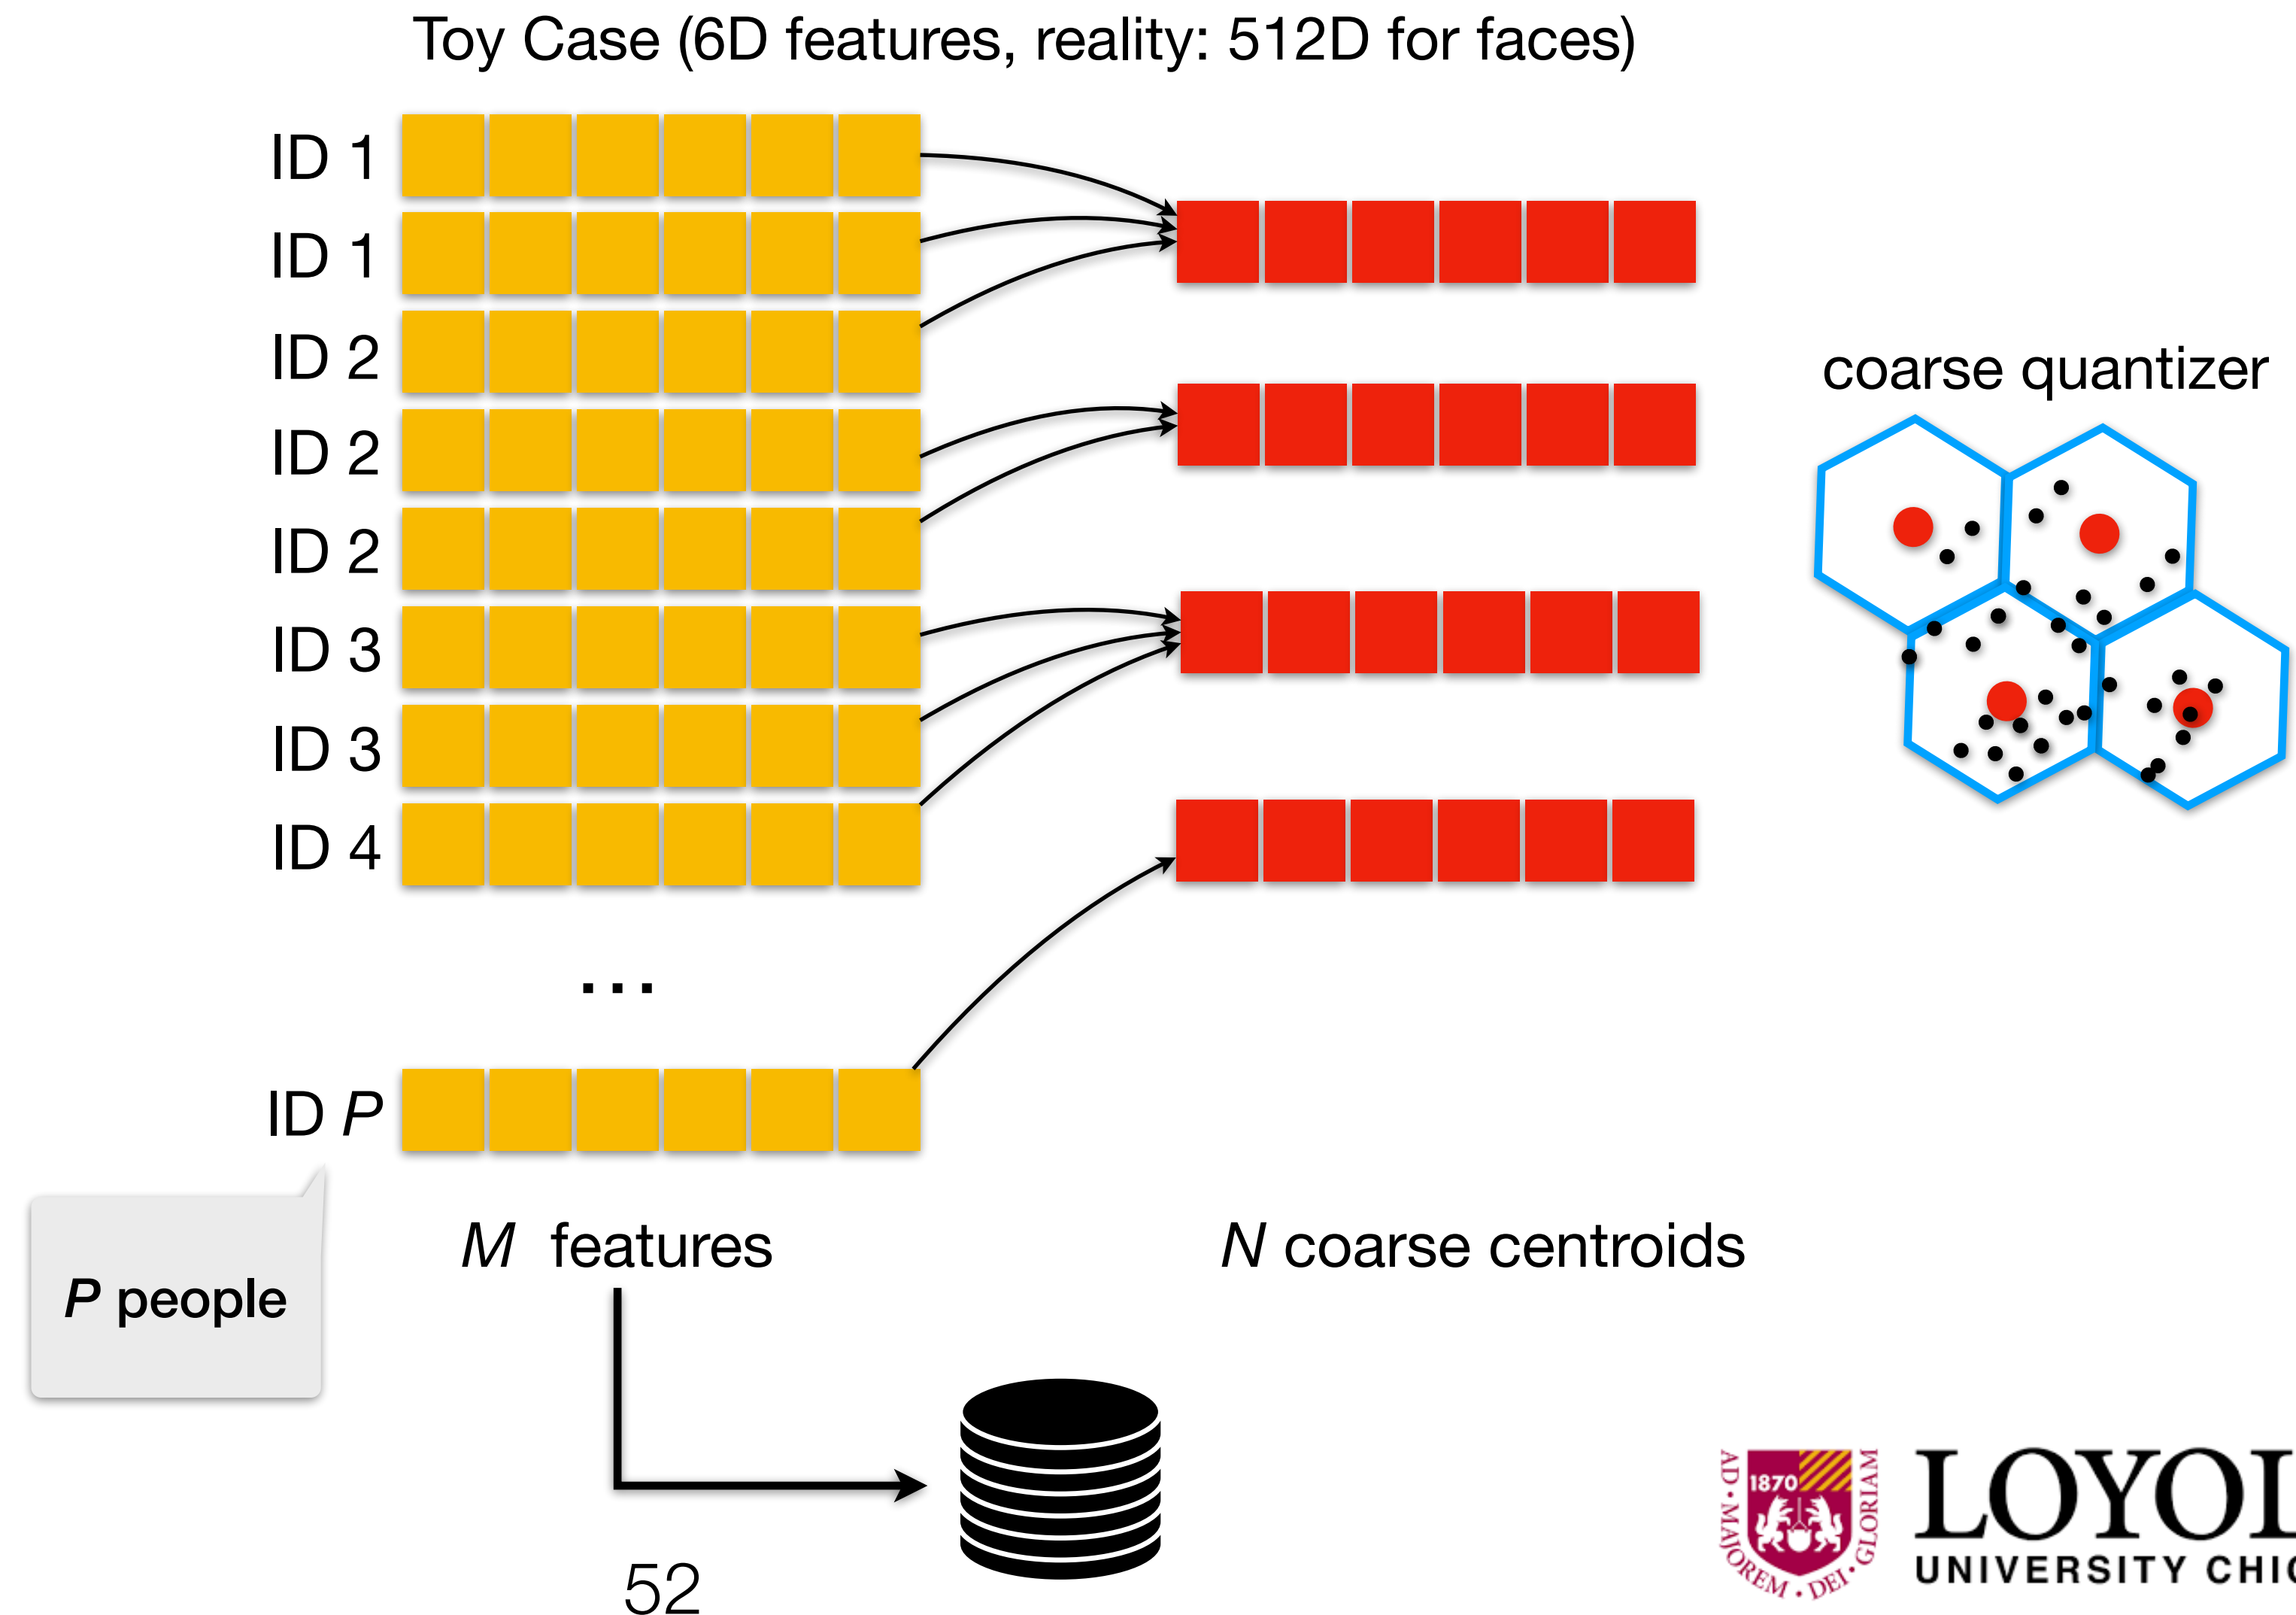 Toy Case (6D features, reality: 512D for faces)
ID 1
ID 1
ID 2
ID 2
ID 2
ID 3
ID 3
ID 4
...
ID P
coarse quantizer
P people
M features
N coarse centroids
52
AD • MAJOREM • DEI • GLORIAM
1870
LOYOL
UNIVERSITY CHIC